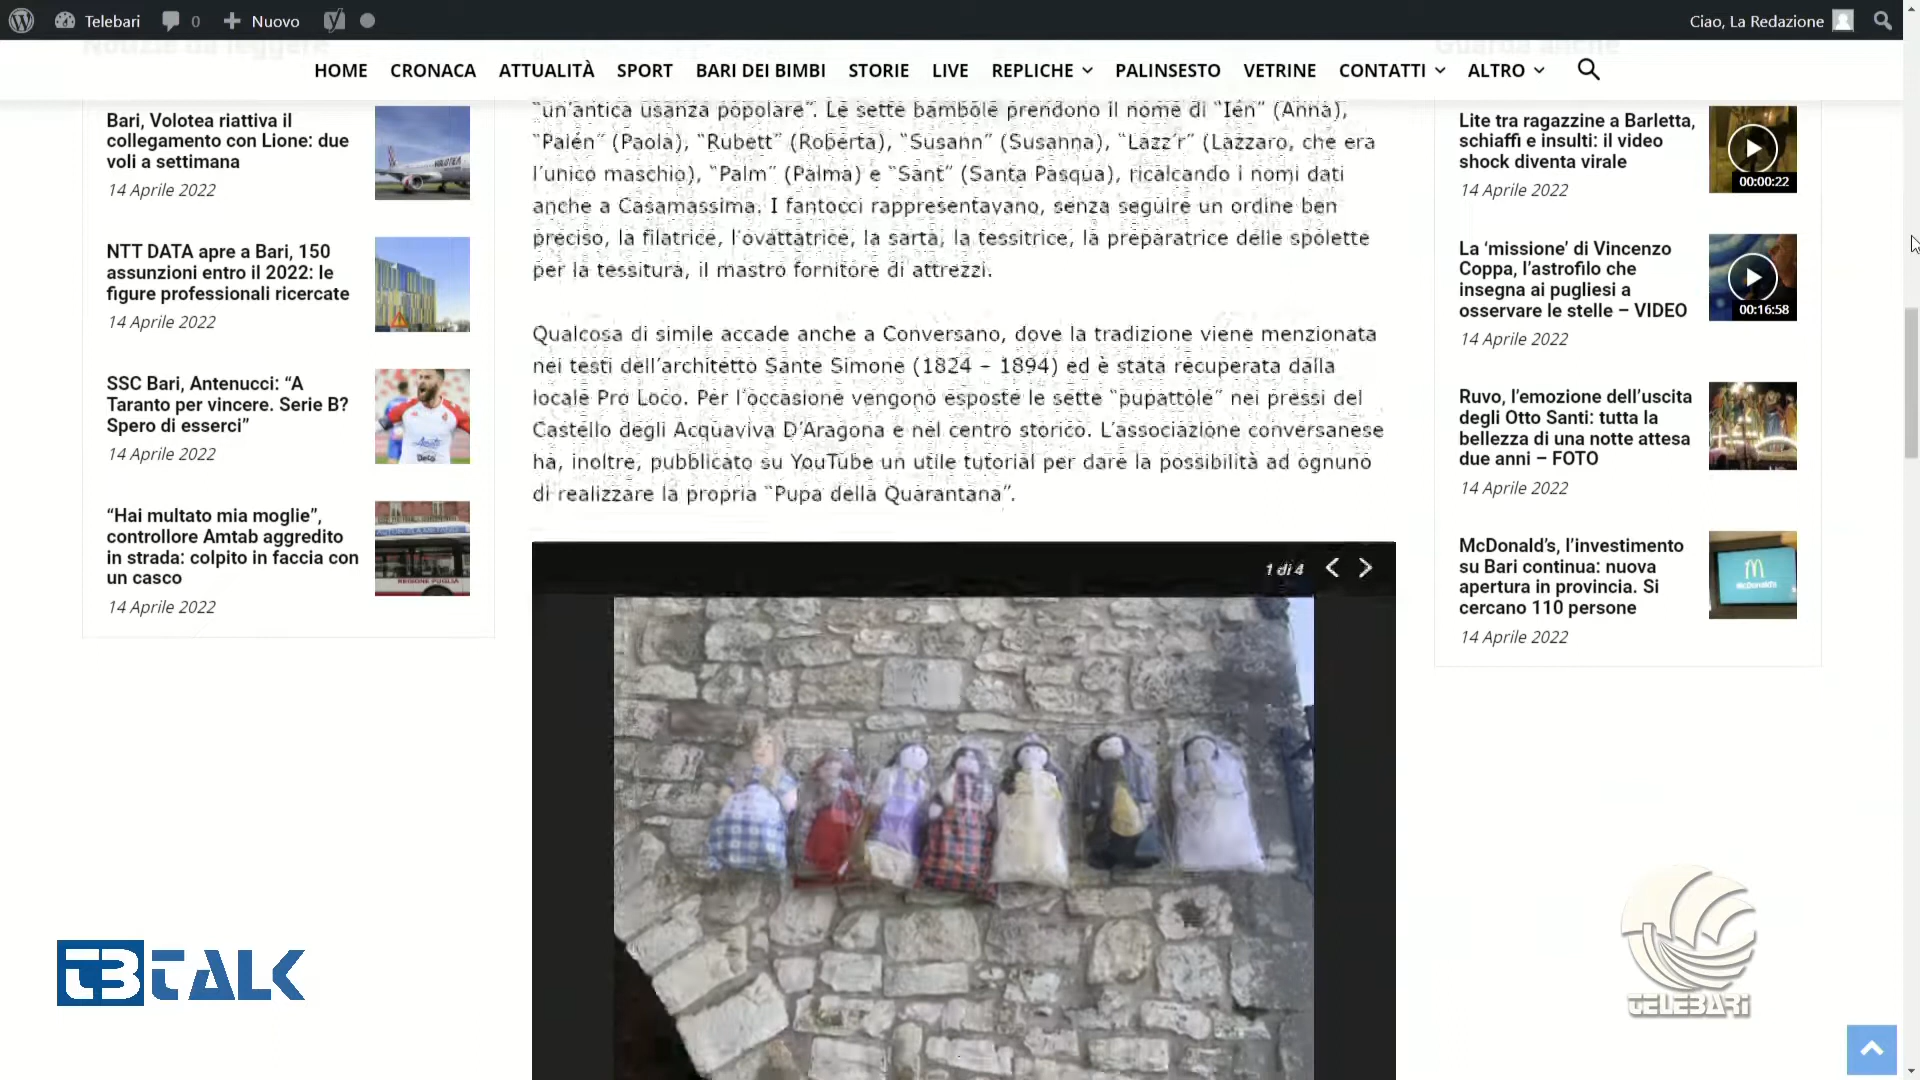 Telebari
0
Nuovo
Ciao, La Redazione
Notizie da leggere
Guarda anche
HOME CRONACA ATTUALITÀ SPORT BARI DEI BIMBI STORIE LIVE REPLICHE PALINSESTO VETRINE CONTATTI ALTRO
Bari, Volotea riattiva il
collegamento con Lione: due
voli a settimana
14 Aprile 2022
NTT DATA apre a Bari, 150
assunzioni entro il 2022: le
figure professionali ricercate
14 Aprile 2022
SSC Bari, Antenucci: “A
Taranto per vincere. Serie B?
Spero di esserci”
14 Aprile 2022
“Hai multato mia moglie”,
controllore Amtab aggredito
in strada: colpito in faccia con
un casco
14 Aprile 2022
“un’antica usanza popolare”. Le sette bambole prendono il nome di “Ién” (Anna),
“Palén” (Paola), “Rubett” (Roberta), “Susann” (Susanna), “Lazz’r” (Lazzaro, che era
l’unico maschio), “Palm” (Palma) e “Sant” (Santa Pasqua), ricalcando i nomi dati
anche a Casamassima. I fantocci rappresentavano, senza seguire un ordine ben
preciso, la filatrice, l’ovattatrice, la sarta, la tessitrice, la preparatrice delle spolette
per la tessitura, il mastro fornitore di attrezzi.
Qualcosa di simile accade anche a Conversano, dove la tradizione viene menzionata
nei testi dell’architetto Sante Simone (1824 – 1894) ed è stata recuperata dalla
locale Pro Loco. Per l’occasione vengono esposte le sette “pupattole” nei pressi del
Castello degli Acquaviva D’Aragona e nel centro storico. L’associazione conversanese
ha, inoltre, pubblicato su YouTube un utile tutorial per dare la possibilità ad ognuno
di realizzare la propria “Pupa della Quarantana”.
1 di 4
Lite tra ragazzine a Barletta,
schiaffi e insulti: il video
shock diventa virale
14 Aprile 2022
00:00:22
La ‘missione’ di Vincenzo
Coppa, l’astrofilo che
insegna ai pugliesi a
osservare le stelle – VIDEO
14 Aprile 2022
00:16:58
Ruvo, l’emozione dell’uscita
degli Otto Santi: tutta la
bellezza di una notte attesa
due anni – FOTO
14 Aprile 2022
McDonald’s, l’investimento
su Bari continua: nuova
apertura in provincia. Si
cercano 110 persone
14 Aprile 2022
VOLOTEA
REGIONE PUGLIA
TB TALK
TELEBARI